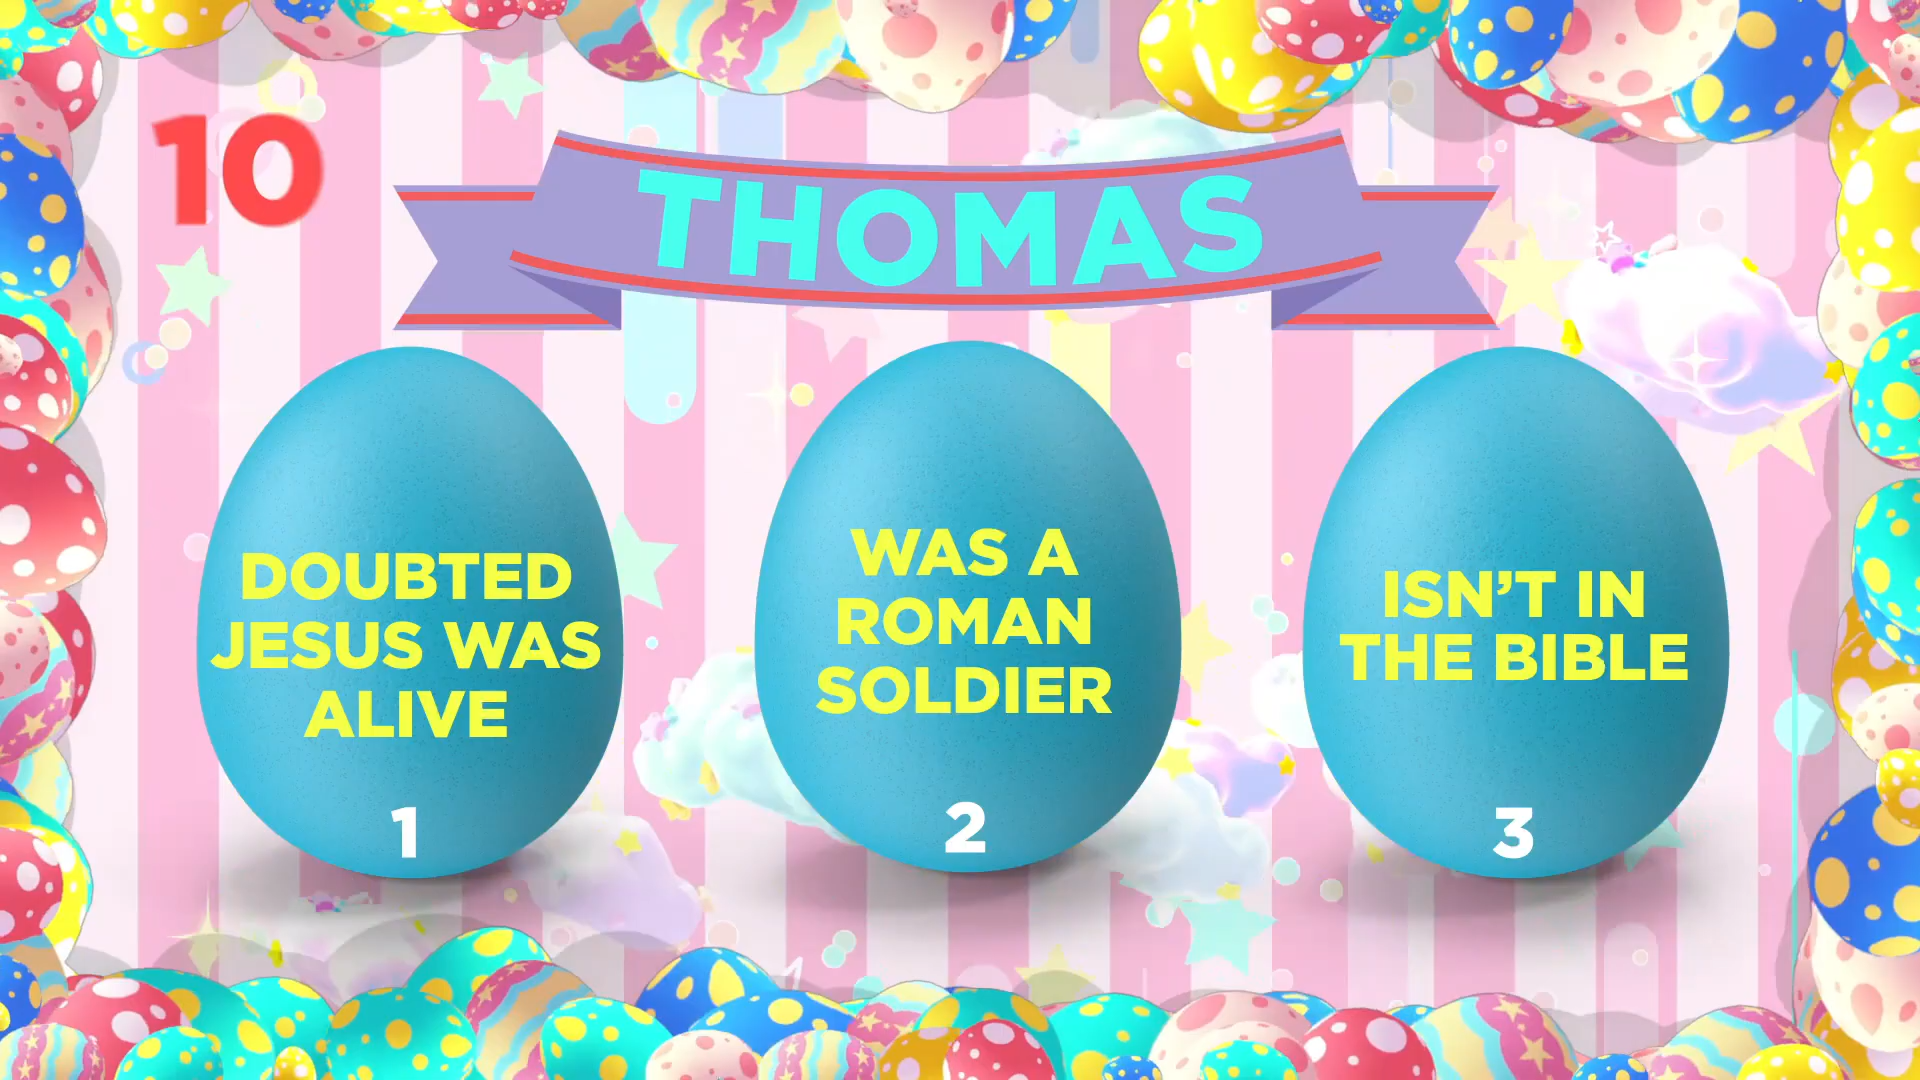 10
THOMAS
DOUBTED
JESUS WAS
ALIVE
1
WAS A
ROMAN
SOLDIER
2
ISN'T IN
THE BIBLE
3